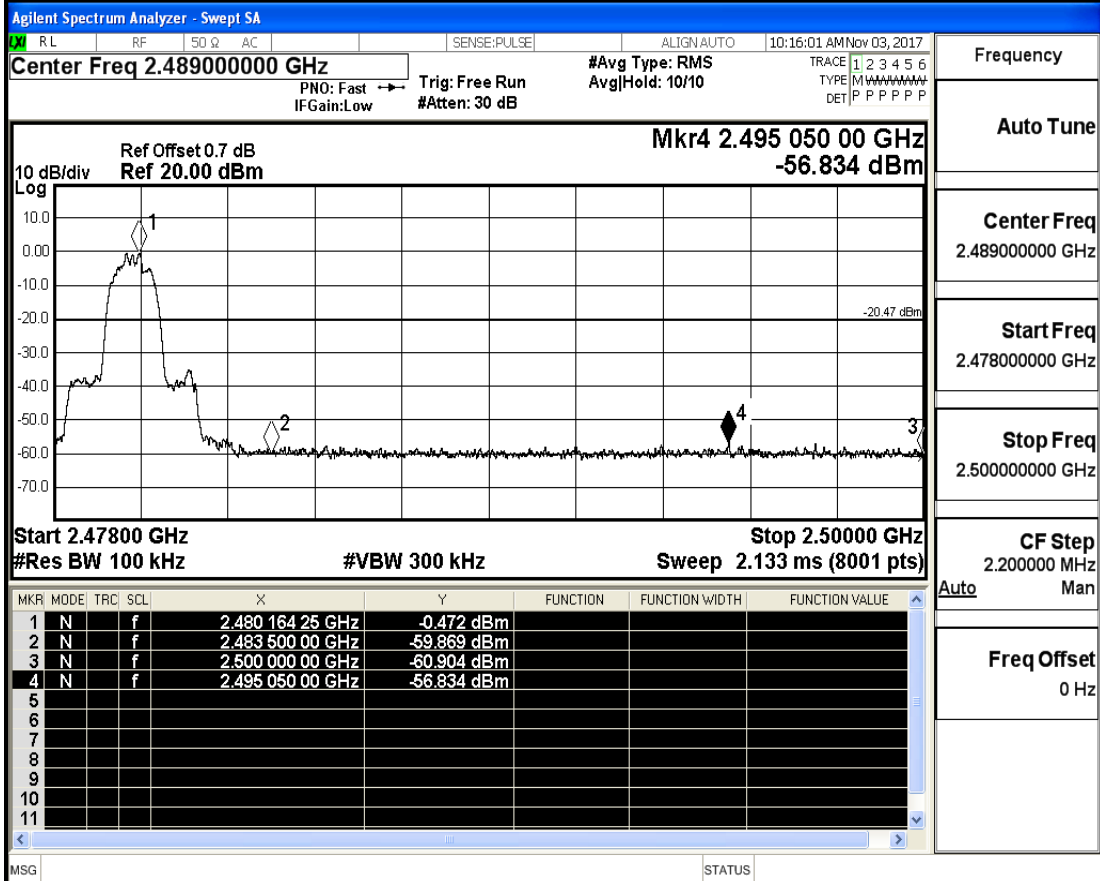 Agilent Spectrum Analyzer - Swept SA
LXI RL RF 50 Ω AC SENSE:PULSE ALIGN AUTO 10:16:01 AM Nov 03, 2017
Center Freq 2.489000000 GHz
PNO: Fast
IFGain:Low
Trig: Free Run
#Atten: 30 dB
#Avg Type: RMS
Avg|Hold: 10/10
TRACE 1 2 3 4 5 6
TYPE M WWWWW
DET P P P P P P
Mkr4 2.495 050 00 GHz
-56.834 dBm
Ref Offset 0.7 dB
10 dB/div Ref 20.00 dBm
Log
10.0
0.00
-10.0
-20.0
-30.0
-40.0
-50.0
-60.0
-70.0
1
2
4
3
-20.47 dBm
Start 2.47800 GHz Stop 2.50000 GHz
#Res BW 100 kHz #VBW 300 kHz Sweep 2.133 ms (8001 pts)
MKR MODE TRC SCL X Y FUNCTION FUNCTION WIDTH FUNCTION VALUE
1 N f 2.480 164 25 GHz -0.472 dBm
2 N f 2.483 500 00 GHz -59.869 dBm
3 N f 2.500 000 00 GHz -60.904 dBm
4 N f 2.495 050 00 GHz -56.834 dBm
5
6
7
8
9
10
11
MSG STATUS
Frequency
Auto Tune
Center Freq
2.489000000 GHz
Start Freq
2.478000000 GHz
Stop Freq
2.500000000 GHz
CF Step
2.200000 MHz
Auto Man
Freq Offset
0 Hz